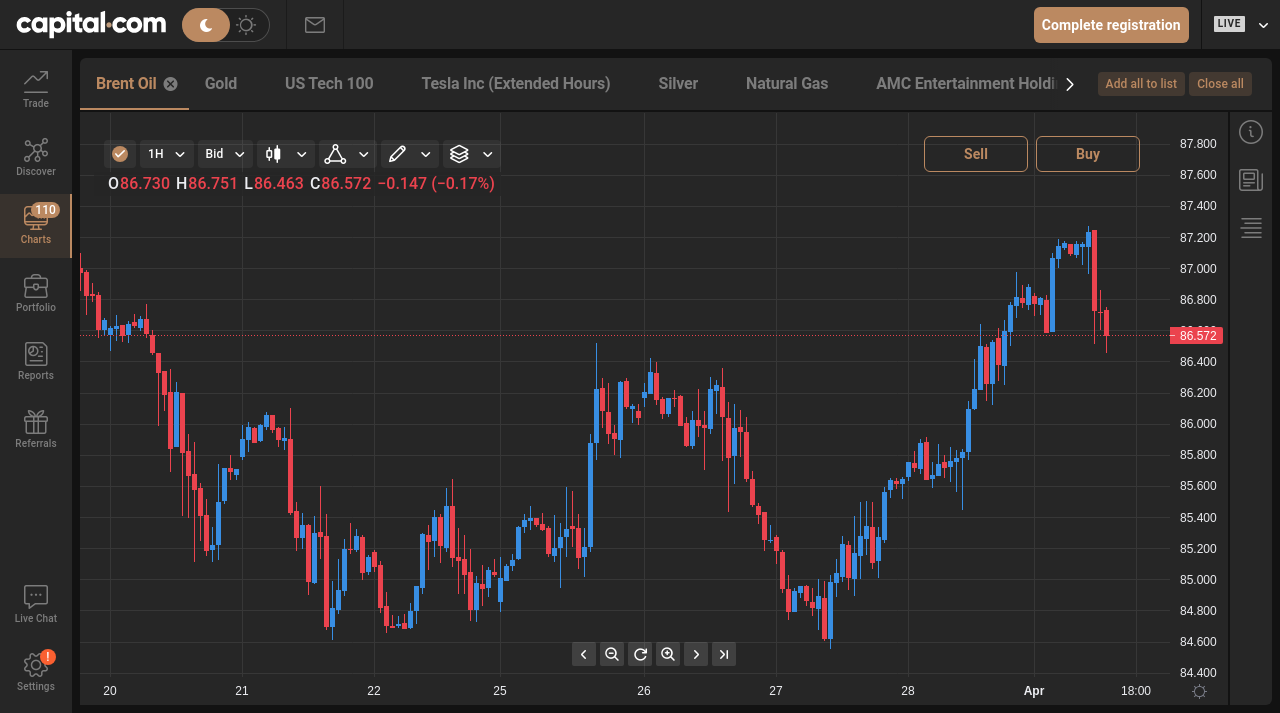 capital.com
Complete registration
LIVE
Trade
Discover
110
Charts
Portfolio
Reports
Referrals
Live Chat
!
Settings
Brent Oil
Gold
US Tech 100
Tesla Inc (Extended Hours)
Silver
Natural Gas
AMC Entertainment Holdi
Add all to list
Close all
1H
Bid
Sell
Buy
O86.730 H86.751 L86.463 C86.572 −0.147 (−0.17%)
87.800
87.600
87.400
87.200
87.000
86.800
86.572
86.400
86.200
86.000
85.800
85.600
85.400
85.200
85.000
84.800
84.600
84.400
20
21
22
25
26
27
28
Apr
18:00